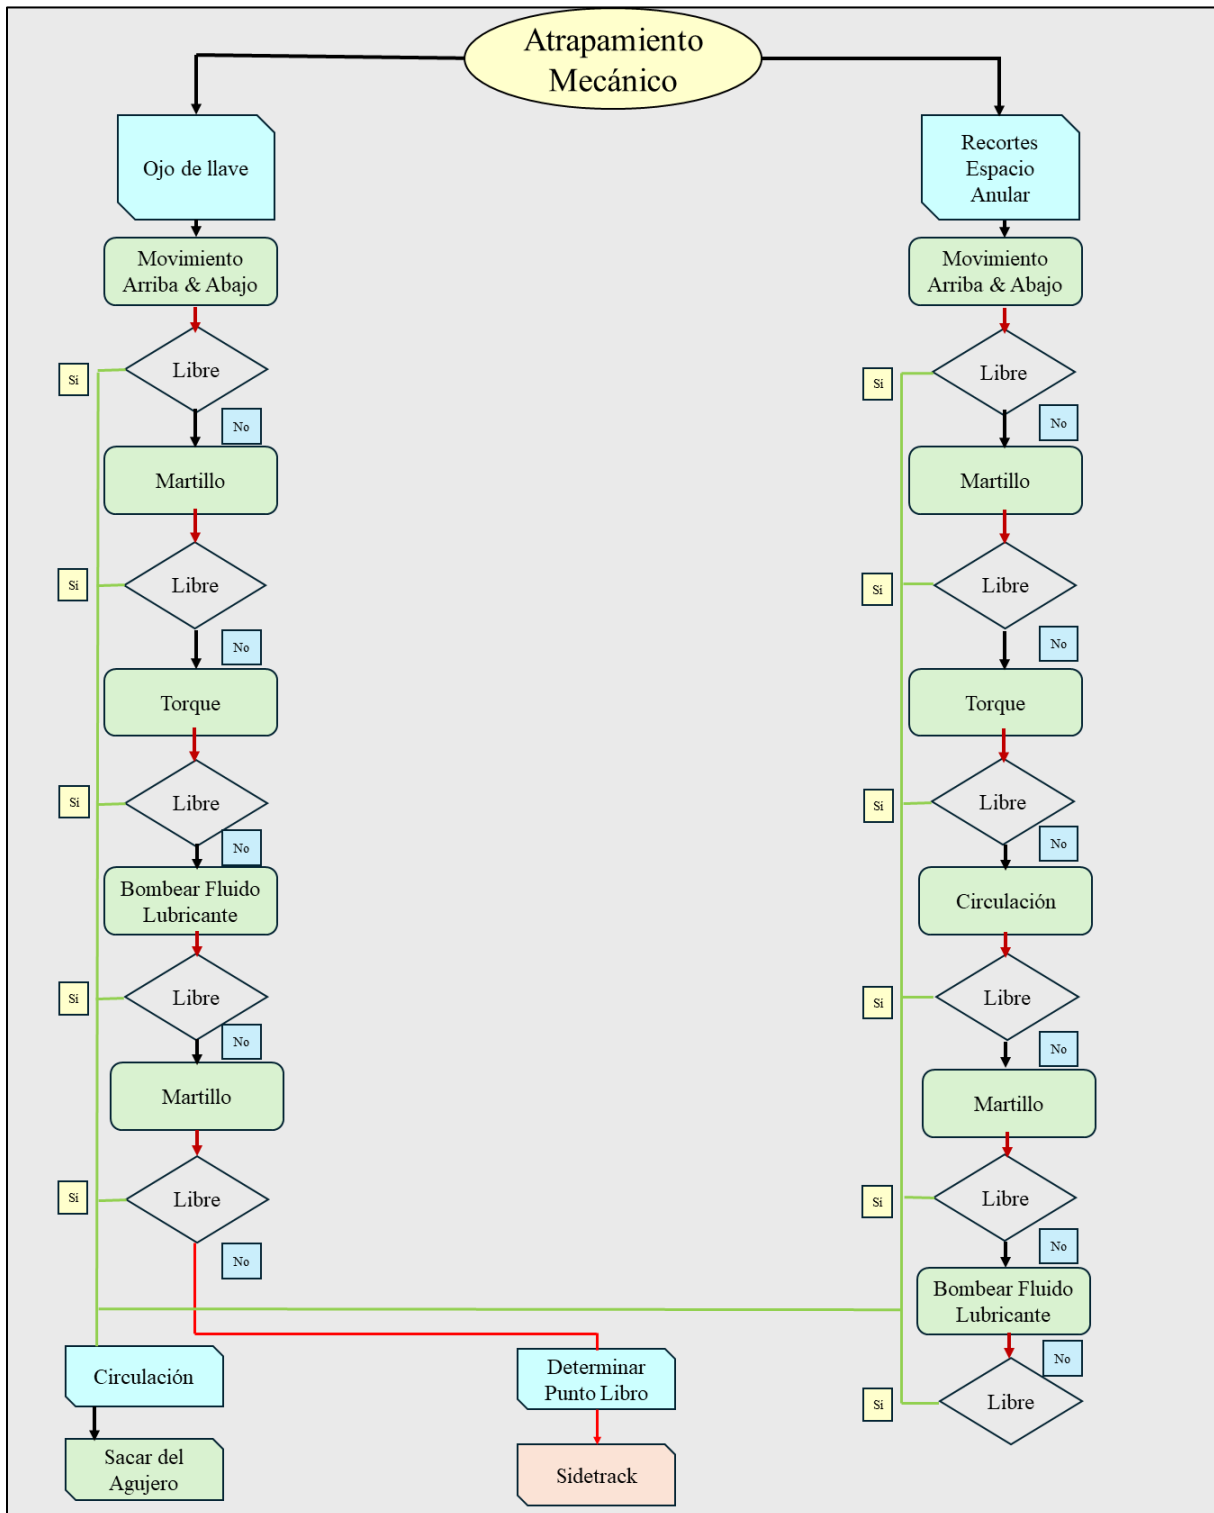 Atrapamiento
Mecánico
Ojo de llave
Movimiento
Arriba & Abajo
Libre
Si
No
Martillo
Libre
Si
No
Torque
Libre
Si
No
Bombear Fluido
Lubricante
Libre
Si
No
Martillo
Libre
Si
No
Circulación
Sacar del
Agujero
Determinar
Punto Libro
Sidetrack
Recortes
Espacio
Anular
Movimiento
Arriba & Abajo
Libre
Si
No
Martillo
Libre
Si
No
Torque
Libre
Si
No
Circulación
Libre
Si
No
Martillo
Libre
Si
No
Bombear Fluido
Lubricante
No
Libre
Si